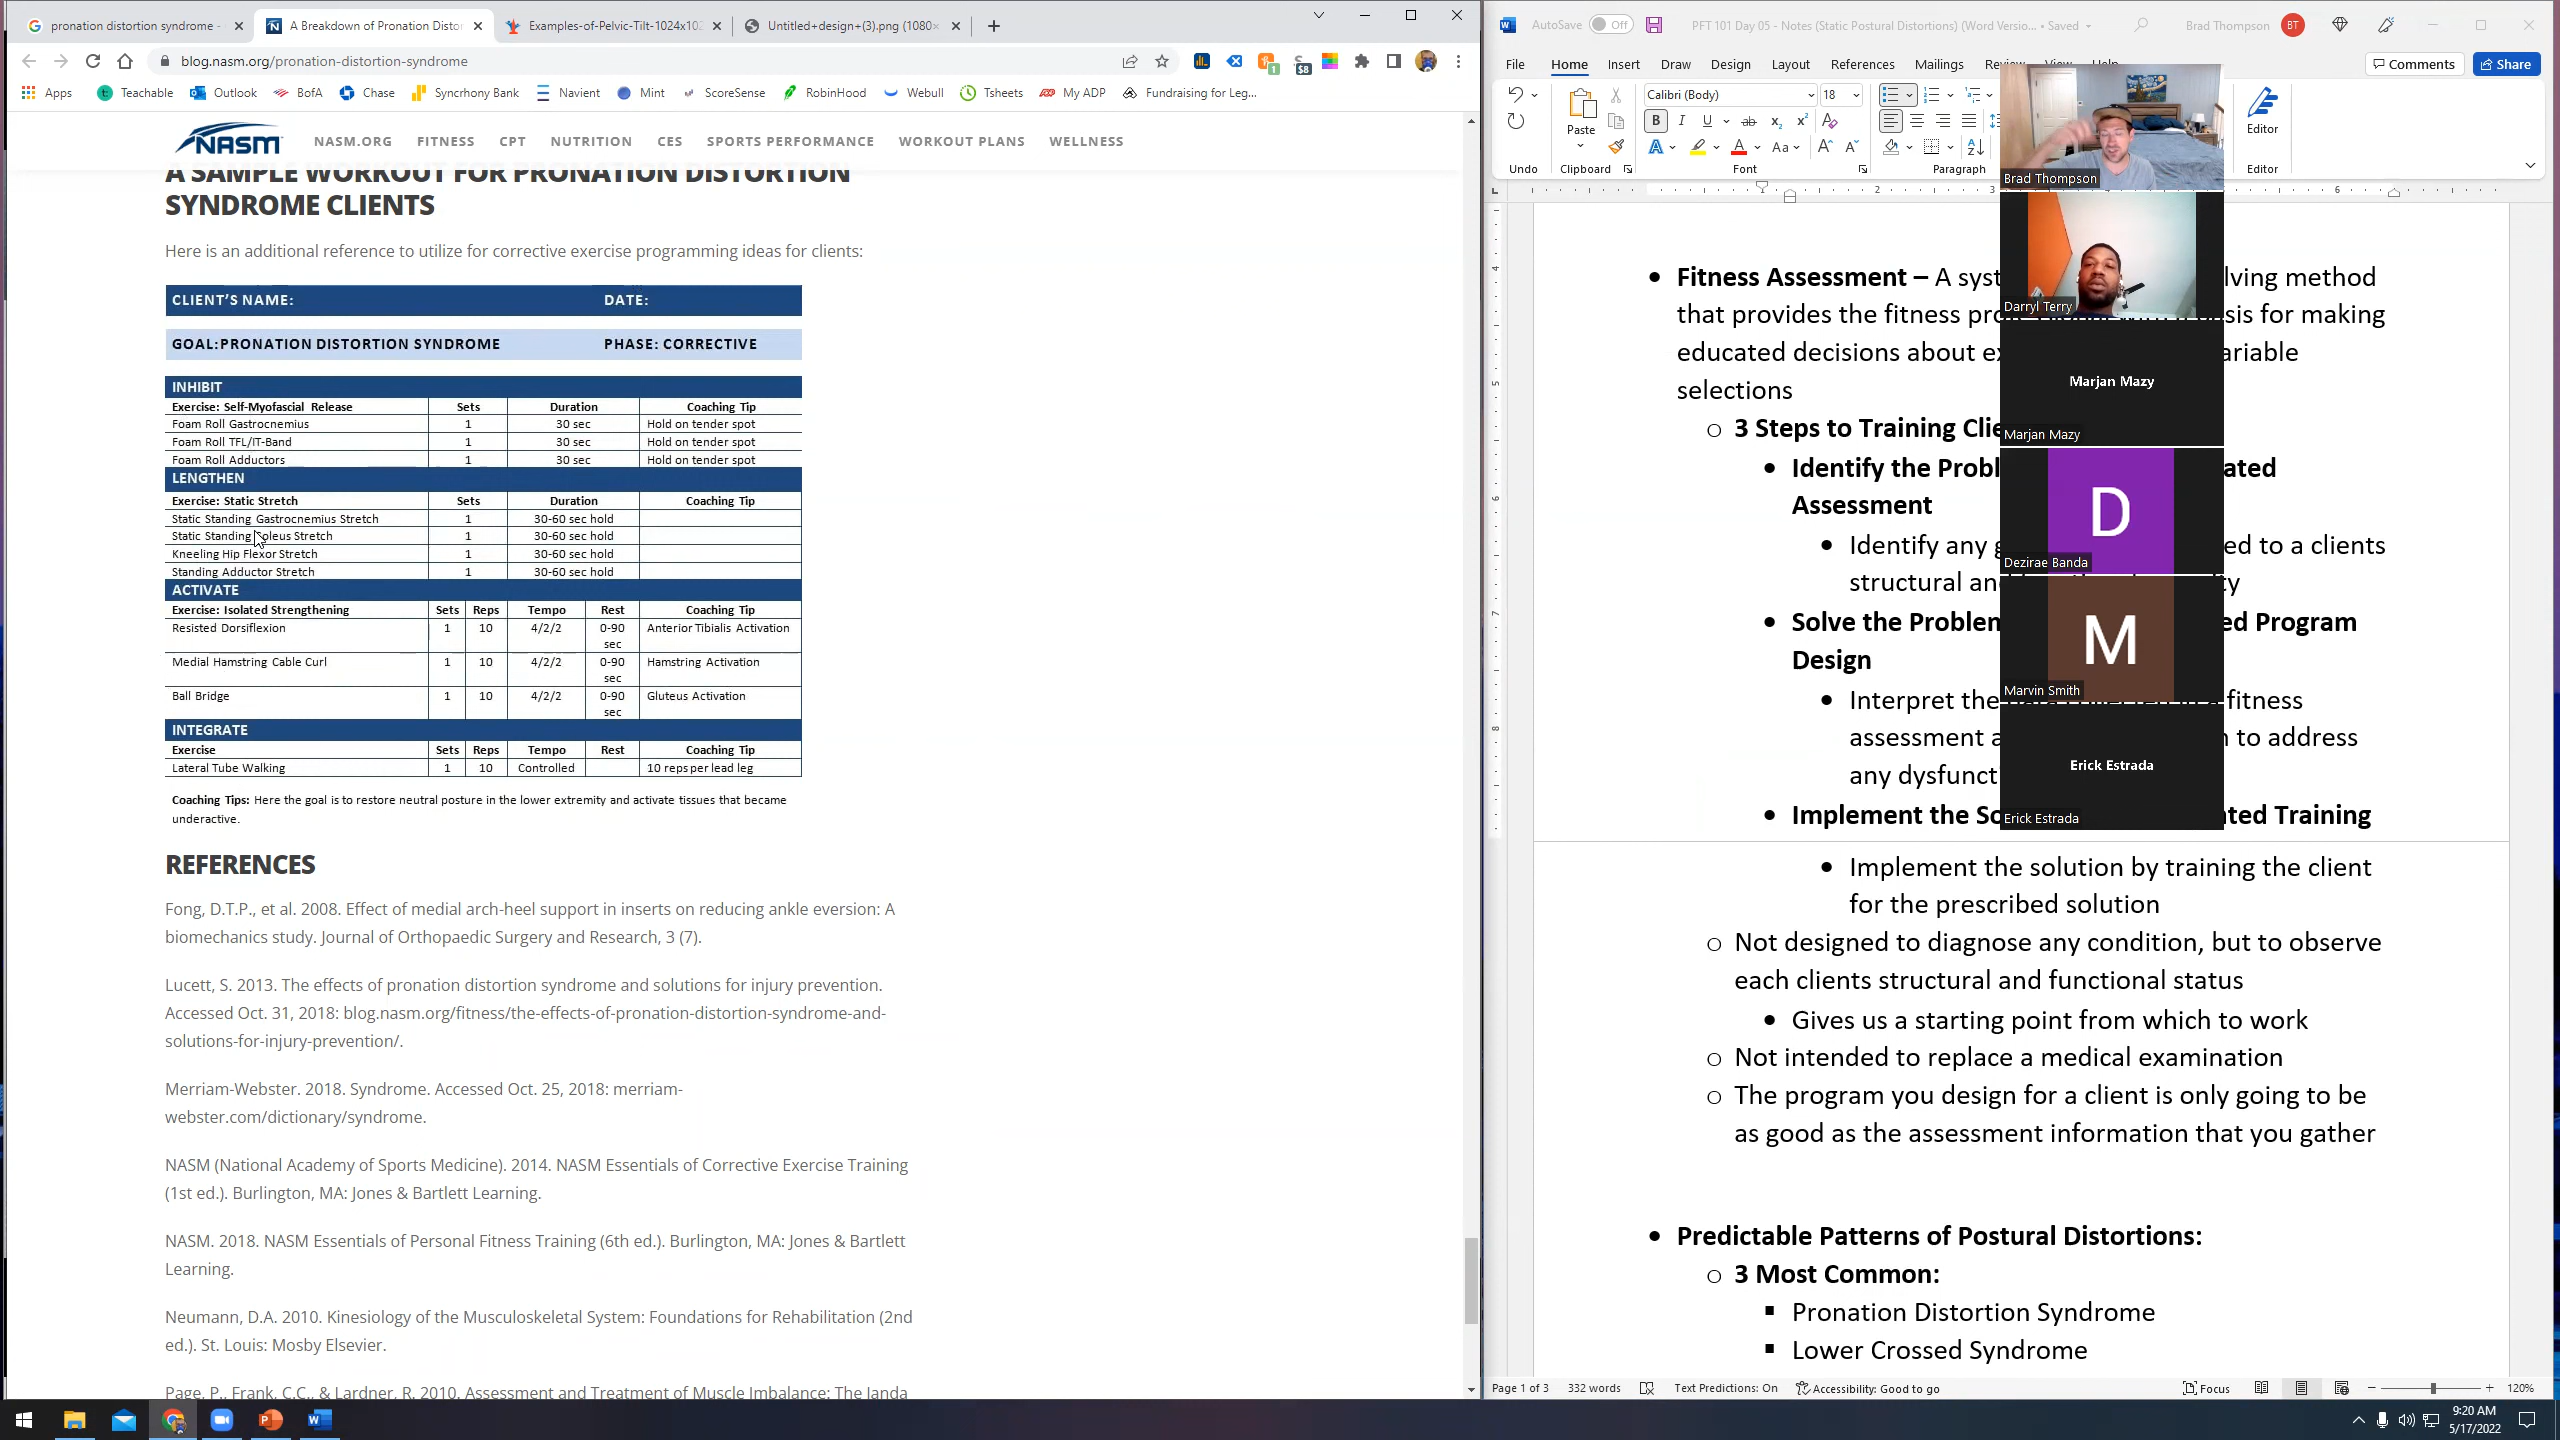 pronation distortion syndrome -
A Breakdown of Pronation Distor
Examples-of-Pelvic-Tilt-1024x102
Untitled+design+(3).png (1080×
blog.nasm.org/pronation-distortion-syndrome
Apps Teachable Outlook BofA Chase Syncrhony Bank Navient Mint ScoreSense RobinHood Webull Tsheets My ADP Fundraising for Leg...
NASM NASM.ORG FITNESS CPT NUTRITION CES SPORTS PERFORMANCE WORKOUT PLANS WELLNESS
A SAMPLE WORKOUT FOR PRONATION DISTORTION
SYNDROME CLIENTS
Here is an additional reference to utilize for corrective exercise programming ideas for clients:
CLIENT'S NAME: DATE:
GOAL:PRONATION DISTORTION SYNDROME PHASE: CORRECTIVE
INHIBIT
Exercise: Self-Myofascial Release Sets Duration Coaching Tip
Foam Roll Gastrocnemius 1 30 sec Hold on tender spot
Foam Roll TFL/IT-Band 1 30 sec Hold on tender spot
Foam Roll Adductors 1 30 sec Hold on tender spot
LENGTHEN
Exercise: Static Stretch Sets Duration Coaching Tip
Static Standing Gastrocnemius Stretch 1 30-60 sec hold
Static Standing Soleus Stretch 1 30-60 sec hold
Kneeling Hip Flexor Stretch 1 30-60 sec hold
Standing Adductor Stretch 1 30-60 sec hold
ACTIVATE
Exercise: Isolated Strengthening Sets Reps Tempo Rest Coaching Tip
Resisted Dorsiflexion 1 10 4/2/2 0-90 sec Anterior Tibialis Activation
Medial Hamstring Cable Curl 1 10 4/2/2 0-90 sec Hamstring Activation
Ball Bridge 1 10 4/2/2 0-90 sec Gluteus Activation
INTEGRATE
Exercise Sets Reps Tempo Rest Coaching Tip
Lateral Tube Walking 1 10 Controlled 10 reps per lead leg
Coaching Tips: Here the goal is to restore neutral posture in the lower extremity and activate tissues that became
underactive.
REFERENCES
Fong, D.T.P., et al. 2008. Effect of medial arch-heel support in inserts on reducing ankle eversion: A
biomechanics study. Journal of Orthopaedic Surgery and Research, 3 (7).
Lucett, S. 2013. The effects of pronation distortion syndrome and solutions for injury prevention.
Accessed Oct. 31, 2018: blog.nasm.org/fitness/the-effects-of-pronation-distortion-syndrome-and-
solutions-for-injury-prevention/.
Merriam-Webster. 2018. Syndrome. Accessed Oct. 25, 2018: merriam-
webster.com/dictionary/syndrome.
NASM (National Academy of Sports Medicine). 2014. NASM Essentials of Corrective Exercise Training
(1st ed.). Burlington, MA: Jones & Bartlett Learning.
NASM. 2018. NASM Essentials of Personal Fitness Training (6th ed.). Burlington, MA: Jones & Bartlett
Learning.
Neumann, D.A. 2010. Kinesiology of the Musculoskeletal System: Foundations for Rehabilitation (2nd
ed.). St. Louis: Mosby Elsevier.
Page, P., Frank, C.C., & Lardner, R. 2010. Assessment and Treatment of Muscle Imbalance: The Janda
AutoSave Off PFT 101 Day 05 - Notes (Static Postural Distortions) (Word Versio... - Saved Brad Thompson BT
File Home Insert Draw Design Layout References Mailings Review View Help Comments Share
Calibri (Body) 18
Paste Editor
Undo Clipboard Font Paragraph Editor
Brad Thompson
Darryl Terry
Marjan Mazy
Marjan Mazy
D
Dezirae Banda
M
Marvin Smith
Erick Estrada
Erick Estrada
Fitness Assessment – A syst lving method
that provides the fitness pro sis for making
educated decisions about ex ariable
selections
3 Steps to Training Clie
Identify the Probl ated
Assessment
Identify any ed to a clients
structural an y
Solve the Problem ed Program
Design
Interpret the fitness
assessment a n to address
any dysfunct
Implement the So ted Training
Implement the solution by training the client
for the prescribed solution
Not designed to diagnose any condition, but to observe
each clients structural and functional status
Gives us a starting point from which to work
Not intended to replace a medical examination
The program you design for a client is only going to be
as good as the assessment information that you gather
Predictable Patterns of Postural Distortions:
3 Most Common:
Pronation Distortion Syndrome
Lower Crossed Syndrome
Page 1 of 3 332 words Text Predictions: On Accessibility: Good to go Focus 120%
9:20 AM
5/17/2022